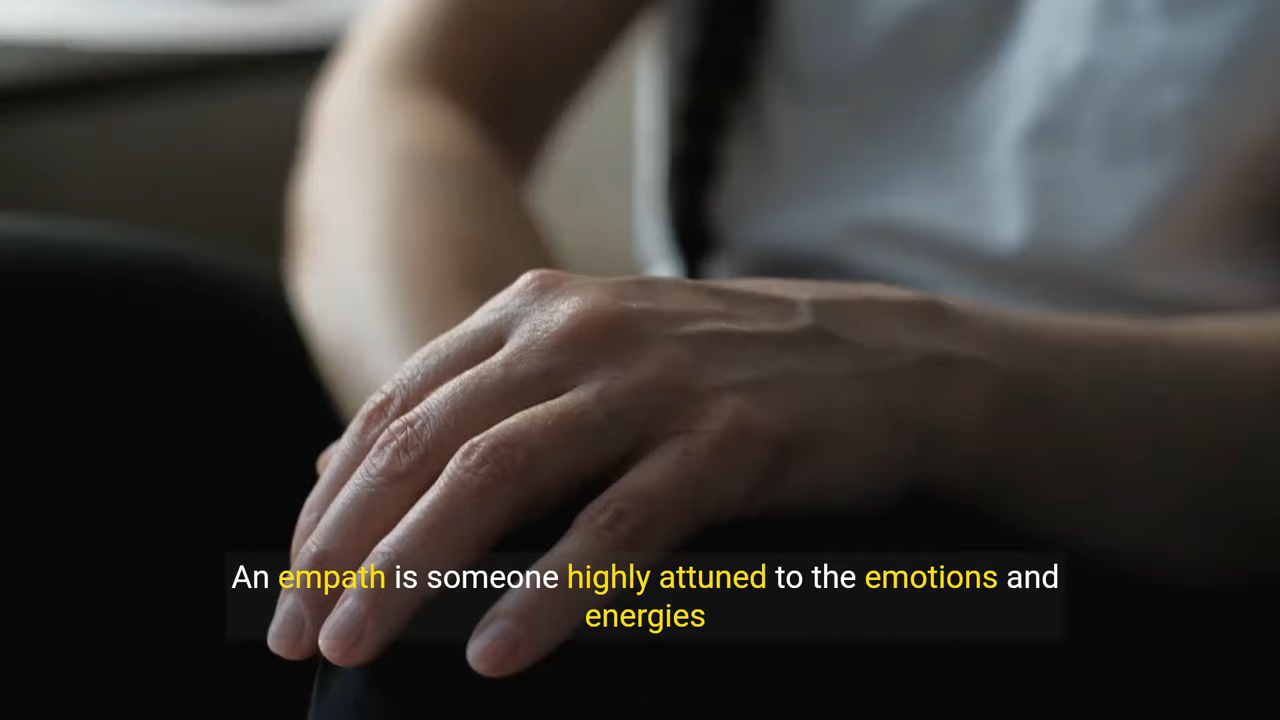 An empath is someone highly attuned to the emotions and
energies